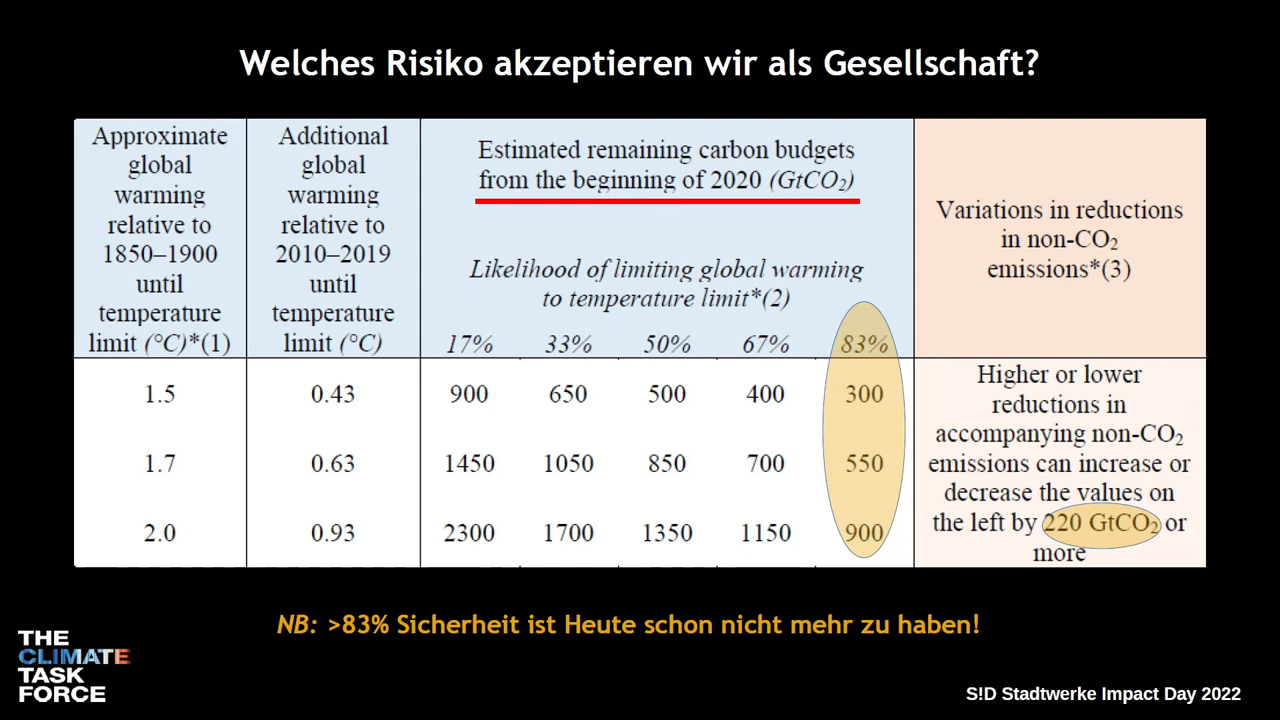 Welches Risiko akzeptieren wir als Gesellschaft?
Approximate
global
warming
relative to
1850–1900
until
temperature
limit (°C)*(1)
Additional
global
warming
relative to
2010–2019
until
temperature
limit (°C)
Estimated remaining carbon budgets
from the beginning of 2020 (GtCO₂)
Likelihood of limiting global warming
to temperature limit*(2)
17% 33% 50% 67% 83%
Variations in reductions
in non-CO₂
emissions*(3)
1.5 0.43 900 650 500 400 300
1.7 0.63 1450 1050 850 700 550
2.0 0.93 2300 1700 1350 1150 900
Higher or lower
reductions in
accompanying non-CO₂
emissions can increase or
decrease the values on
the left by 220 GtCO₂ or
more
NB: >83% Sicherheit ist Heute schon nicht mehr zu haben!
THE
CLIMATE
TASK
FORCE
S!D Stadtwerke Impact Day 2022